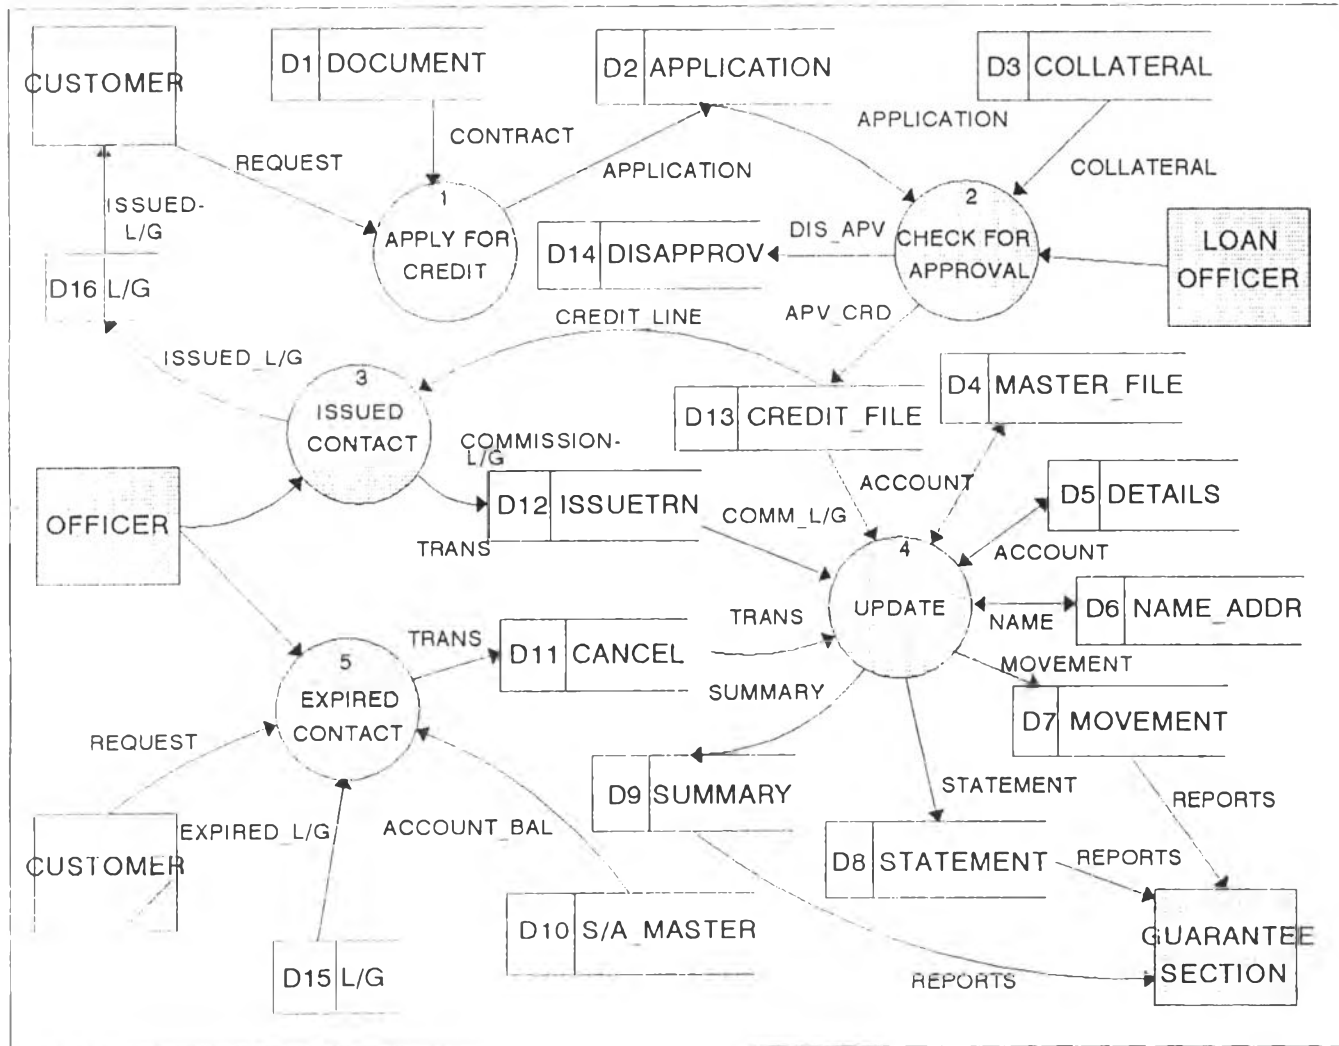 CUSTOMER
D1 DOCUMENT
D2 APPLICATION
D3 COLLATERAL
REQUEST
CONTRACT
APPLICATION
APPLICATION
COLLATERAL
ISSUED-
L/G
1
APPLY FOR
CREDIT
D14 DISAPPROV
DIS_APV
2
CHECK FOR
APPROVAL
LOAN
OFFICER
D16 L/G
CREDIT LINE
APV_CRD
ISSUED_L/G
3
ISSUED
CONTACT
D13 CREDIT_FILE
D4 MASTER_FILE
COMMISSION-
L/G
ACCOUNT
D5 DETAILS
OFFICER
D12 ISSUETRN
COMM_L/G
TRANS
4
UPDATE
ACCOUNT
D6 NAME_ADDR
NAME
TRANS
TRANS
D11 CANCEL
5
EXPIRED
CONTACT
SUMMARY
MOVEMENT
D7 MOVEMENT
REQUEST
D9 SUMMARY
STATEMENT
REPORTS
CUSTOMER
EXPIRED_L/G
ACCOUNT_BAL
D8 STATEMENT
REPORTS
D10 S/A_MASTER
GUARANTEE
SECTION
D15 L/G
REPORTS